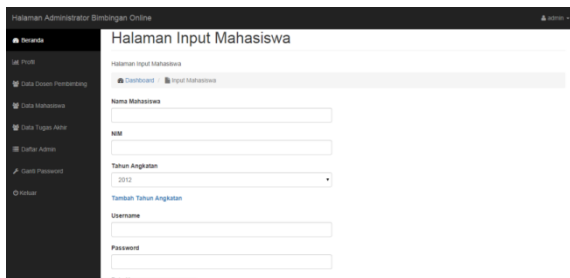 Halaman Administrator Bimbingan Online
Admin
Beranda
Profil
Data Dosen Pembimbing
Data Mahasiswa
Data Tugas Akhir
Daftar Admin
Ganti Password
Keluar
Halaman Input Mahasiswa
Halaman Input Mahasiswa
Dashboard / Input Mahasiswa
Nama Mahasiswa
NIM
Tahun Angkatan
2012
Tambah Tahun Angkatan
Username
Password